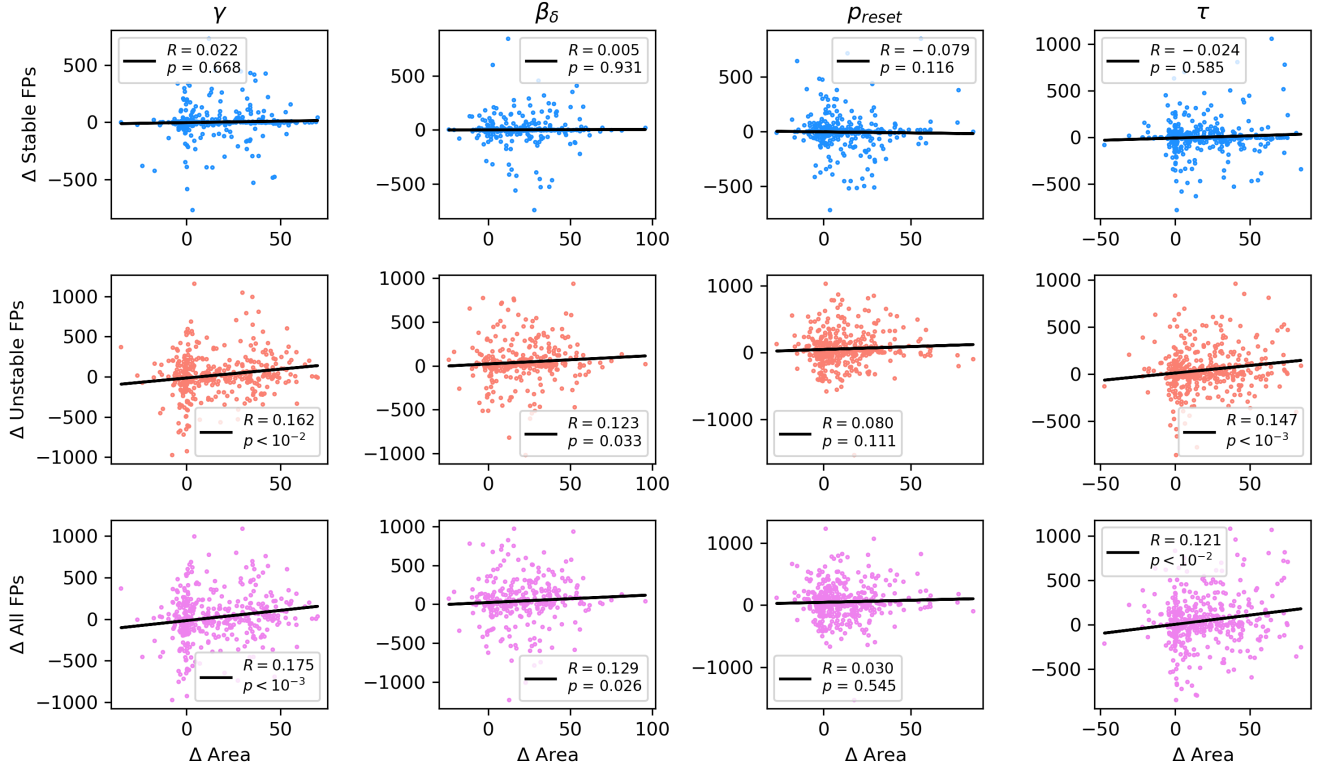 γ
β_δ
p_reset
τ
Δ Stable FPs
500
0
−500
R = 0.022
p = 0.668
0
50
500
0
−500
R = 0.005
p = 0.931
0
50
100
500
0
−500
R = −0.079
p = 0.116
0
50
1000
500
0
−500
R = −0.024
p = 0.585
−50
0
50
Δ Unstable FPs
1000
500
0
−500
−1000
R = 0.162
p < 10⁻²
0
50
1000
500
0
−500
−1000
R = 0.123
p = 0.033
0
50
100
1000
0
−1000
R = 0.080
p = 0.111
0
50
1000
500
0
−500
R = 0.147
p < 10⁻³
−50
0
50
Δ All FPs
1000
500
0
−500
−1000
R = 0.175
p < 10⁻³
0
50
Δ Area
1000
500
0
−500
−1000
R = 0.129
p = 0.026
0
50
100
Δ Area
1000
0
−1000
R = 0.030
p = 0.545
0
50
Δ Area
1000
500
0
−500
R = 0.121
p < 10⁻²
−50
0
50
Δ Area